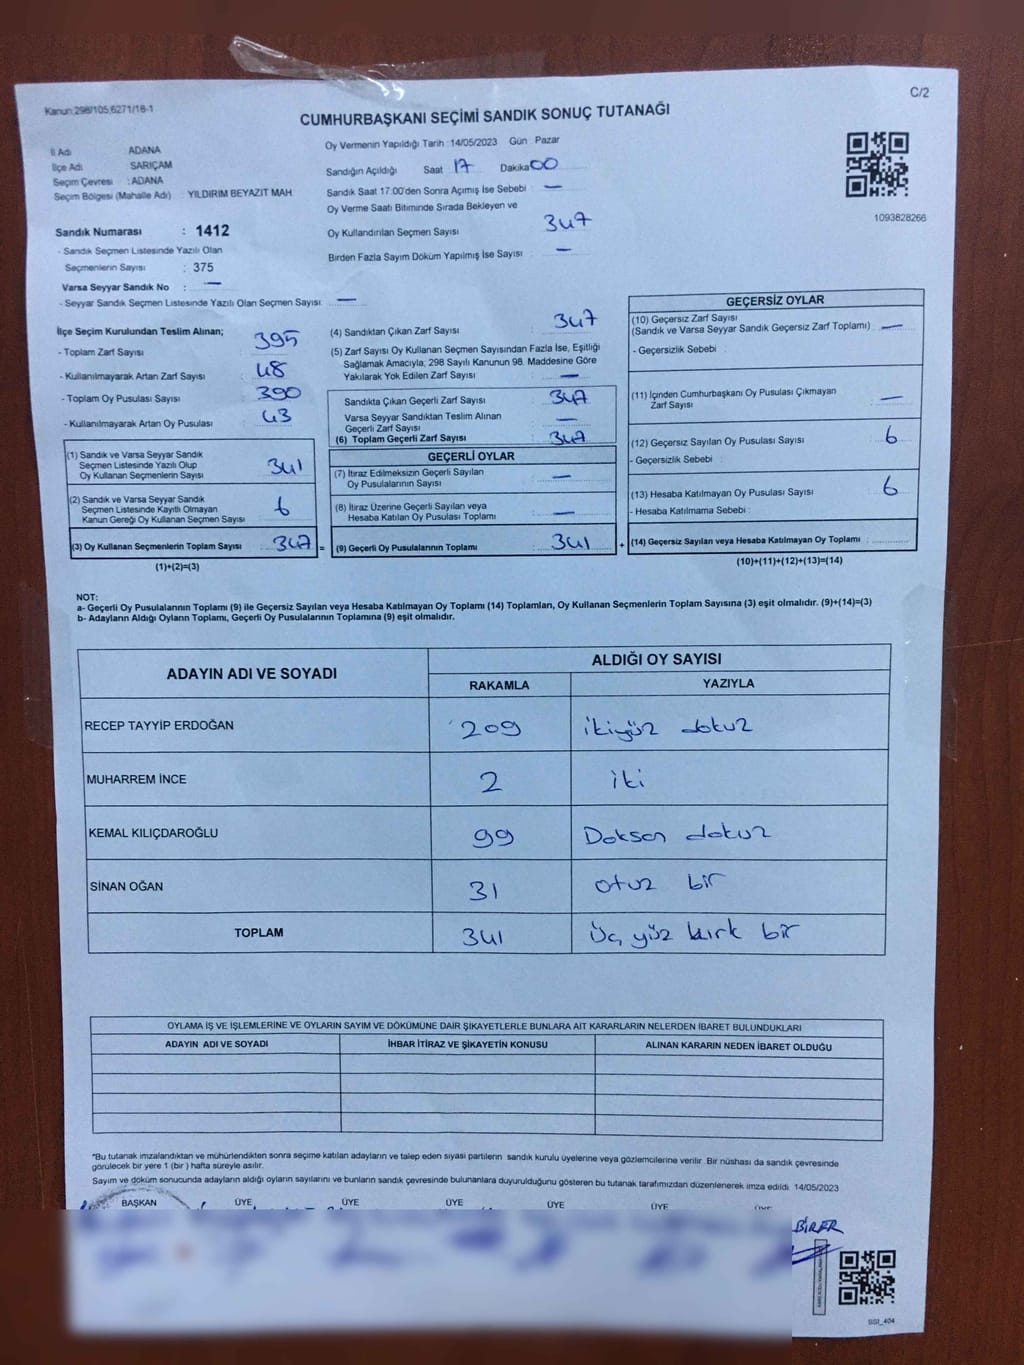 Kanun:298/105;6271/18-1
C/2
CUMHURBAŞKANI SEÇİMİ SANDIK SONUÇ TUTANAĞI
İl Adı : ADANA
İlçe Adı SARIÇAM
Seçim Çevresi : ADANA
Seçim Bölgesi (Mahalle Adı) : YILDIRIM BEYAZIT MAH
Oy Vermenin Yapıldığı Tarih : 14/05/2023 Gün Pazar
Sandığın Açıldığı Saat 17 Dakika 00
Sandık Saat 17:00'den Sonra Açımış İse Sebebi : —
Oy Verme Saati Bitiminde Sırada Bekleyen ve
Oy Kullandırılan Seçmen Sayısı : 347
Birden Fazla Sayım Döküm Yapılmış İse Sayısı : —
1093828266
Sandık Numarası : 1412
- Sandık Seçmen Listesinde Yazılı Olan
Seçmenlerin Sayısı : 375
Varsa Seyyar Sandık No : —
- Seyyar Sandık Seçmen Listesinde Yazılı Olan Seçmen Sayısı : —
İlçe Seçim Kurulundan Teslim Alınan;
- Toplam Zarf Sayısı : 395
- Kullanılmayarak Artan Zarf Sayısı : 48
- Toplam Oy Pusulası Sayısı : 390
- Kullanılmayarak Artan Oy Pusulası : 43
(1) Sandık ve Varsa Seyyar Sandık
Seçmen Listesinde Yazılı Olup
Oy Kullanan Seçmenlerin Sayısı : 341
(2) Sandık ve Varsa Seyyar Sandık
Seçmen Listesinde Kayıtlı Olmayan
Kanun Gereği Oy Kullanan Seçmen Sayısı : 6
(3) Oy Kullanan Seçmenlerin Toplam Sayısı : 347 =
(1)+(2)=(3)
(4) Sandıktan Çıkan Zarf Sayısı : 347
(5) Zarf Sayısı Oy Kullanan Seçmen Sayısından Fazla İse, Eşitliği
Sağlamak Amacıyla; 298 Sayılı Kanunun 98. Maddesine Göre
Yakılarak Yok Edilen Zarf Sayısı : —
Sandıkta Çıkan Geçerli Zarf Sayısı : 347
Varsa Seyyar Sandıktan Teslim Alınan
Geçerli Zarf Sayısı : —
(6) Toplam Geçerli Zarf Sayısı : 347
GEÇERLİ OYLAR
(7) İtiraz Edilmeksizin Geçerli Sayılan
Oy Pusulalarının Sayısı : —
(8) İtiraz Üzerine Geçerli Sayılan veya
Hesaba Katılan Oy Pusulası Toplamı : —
(9) Geçerli Oy Pusulalarının Toplamı : 341 +
GEÇERSİZ OYLAR
(10) Geçersiz Zarf Sayısı
(Sandık ve Varsa Seyyar Sandık Geçersiz Zarf Toplamı) : —
- Geçersizlik Sebebi :
(11) İçinden Cumhurbaşkanı Oy Pusulası Çıkmayan
Zarf Sayısı : —
(12) Geçersiz Sayılan Oy Pusulası Sayısı : 6
- Geçersizlik Sebebi :
(13) Hesaba Katılmayan Oy Pusulası Sayısı : 6
- Hesaba Katılmama Sebebi :
(14) Geçersiz Sayılan veya Hesaba Katılmayan Oy Toplamı :
(10)+(11)+(12)+(13)=(14)
NOT:
a- Geçerli Oy Pusulalarının Toplamı (9) ile Geçersiz Sayılan veya Hesaba Katılmayan Oy Toplamı (14) Toplamları, Oy Kullanan Seçmenlerin Toplam Sayısına (3) eşit olmalıdır. (9)+(14)=(3)
b- Adayların Aldığı Oyların Toplamı, Geçerli Oy Pusulalarının Toplamına (9) eşit olmalıdır.
ADAYIN ADI VE SOYADI ALDIĞI OY SAYISI
RAKAMLA YAZIYLA
RECEP TAYYİP ERDOĞAN 209 ikiyüz dokuz
MUHARREM İNCE 2 iki
KEMAL KILIÇDAROĞLU 99 Doksan dokuz
SİNAN OĞAN 31 otuz bir
TOPLAM 341 Üç yüz kırk bir
OYLAMA İŞ VE İŞLEMLERİNE VE OYLARIN SAYIM VE DÖKÜMÜNE DAİR ŞİKAYETLERLE BUNLARA AİT KARARLARIN NELERDEN İBARET BULUNDUKLARI
ADAYIN ADI VE SOYADI İHBAR İTİRAZ VE ŞİKAYETİN KONUSU ALINAN KARARIN NEDEN İBARET OLDUĞU
*Bu tutanak imzalandıktan ve mühürlendikten sonra seçime katılan adayların ve talep eden siyasi partilerin sandık kurulu üyelerine veya gözlemcilerine verilir. Bir nüshası da sandık çevresinde
görülecek bir yere 1 (bir) hafta süreyle asılır.
Sayım ve döküm sonucunda adayların aldığı oyların sayılarını ve bunların sandık çevresinde bulunanlara duyurulduğunu gösteren bu tutanak tarafımızdan düzenlenerek imza edildi. 14/05/2023
BAŞKAN ÜYE ÜYE ÜYE ÜYE ÜYE ÜYE
BİRER
SSI_404